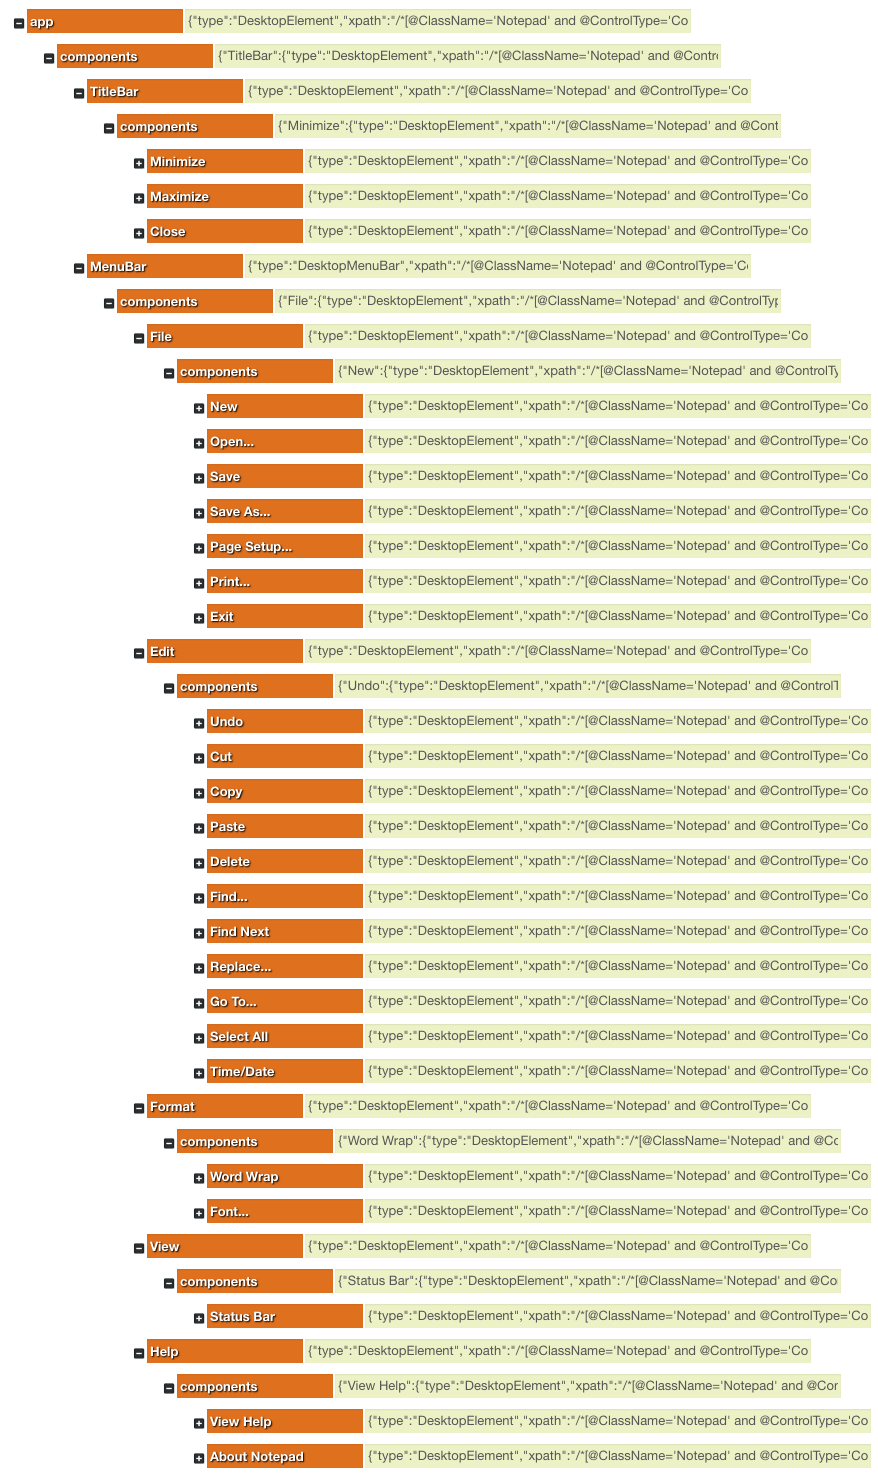 app {"type":"DesktopElement","xpath":"/*[@ClassName='Notepad' and @ControlType='Co
components {"TitleBar":{"type":"DesktopElement","xpath":"/*[@ClassName='Notepad' and @Contr
TitleBar {"type":"DesktopElement","xpath":"/*[@ClassName='Notepad' and @ControlType='Co
components {"Minimize":{"type":"DesktopElement","xpath":"/*[@ClassName='Notepad' and @Cont
Minimize {"type":"DesktopElement","xpath":"/*[@ClassName='Notepad' and @ControlType='Co
Maximize {"type":"DesktopElement","xpath":"/*[@ClassName='Notepad' and @ControlType='Co
Close {"type":"DesktopElement","xpath":"/*[@ClassName='Notepad' and @ControlType='Co
MenuBar {"type":"DesktopMenuBar","xpath":"/*[@ClassName='Notepad' and @ControlType='C
components {"File":{"type":"DesktopElement","xpath":"/*[@ClassName='Notepad' and @ControlTyp
File {"type":"DesktopElement","xpath":"/*[@ClassName='Notepad' and @ControlType='Co
components {"New":{"type":"DesktopElement","xpath":"/*[@ClassName='Notepad' and @ControlTy
New {"type":"DesktopElement","xpath":"/*[@ClassName='Notepad' and @ControlType='Co
Open... {"type":"DesktopElement","xpath":"/*[@ClassName='Notepad' and @ControlType='Co
Save {"type":"DesktopElement","xpath":"/*[@ClassName='Notepad' and @ControlType='Co
Save As... {"type":"DesktopElement","xpath":"/*[@ClassName='Notepad' and @ControlType='Co
Page Setup... {"type":"DesktopElement","xpath":"/*[@ClassName='Notepad' and @ControlType='Co
Print... {"type":"DesktopElement","xpath":"/*[@ClassName='Notepad' and @ControlType='Co
Exit {"type":"DesktopElement","xpath":"/*[@ClassName='Notepad' and @ControlType='Co
Edit {"type":"DesktopElement","xpath":"/*[@ClassName='Notepad' and @ControlType='Co
components {"Undo":{"type":"DesktopElement","xpath":"/*[@ClassName='Notepad' and @ControlT
Undo {"type":"DesktopElement","xpath":"/*[@ClassName='Notepad' and @ControlType='Co
Cut {"type":"DesktopElement","xpath":"/*[@ClassName='Notepad' and @ControlType='Co
Copy {"type":"DesktopElement","xpath":"/*[@ClassName='Notepad' and @ControlType='Co
Paste {"type":"DesktopElement","xpath":"/*[@ClassName='Notepad' and @ControlType='Co
Delete {"type":"DesktopElement","xpath":"/*[@ClassName='Notepad' and @ControlType='Co
Find... {"type":"DesktopElement","xpath":"/*[@ClassName='Notepad' and @ControlType='Co
Find Next {"type":"DesktopElement","xpath":"/*[@ClassName='Notepad' and @ControlType='Co
Replace... {"type":"DesktopElement","xpath":"/*[@ClassName='Notepad' and @ControlType='Co
Go To... {"type":"DesktopElement","xpath":"/*[@ClassName='Notepad' and @ControlType='Co
Select All {"type":"DesktopElement","xpath":"/*[@ClassName='Notepad' and @ControlType='Co
Time/Date {"type":"DesktopElement","xpath":"/*[@ClassName='Notepad' and @ControlType='Co
Format {"type":"DesktopElement","xpath":"/*[@ClassName='Notepad' and @ControlType='Co
components {"Word Wrap":{"type":"DesktopElement","xpath":"/*[@ClassName='Notepad' and @Co
Word Wrap {"type":"DesktopElement","xpath":"/*[@ClassName='Notepad' and @ControlType='Co
Font... {"type":"DesktopElement","xpath":"/*[@ClassName='Notepad' and @ControlType='Co
View {"type":"DesktopElement","xpath":"/*[@ClassName='Notepad' and @ControlType='Co
components {"Status Bar":{"type":"DesktopElement","xpath":"/*[@ClassName='Notepad' and @Co
Status Bar {"type":"DesktopElement","xpath":"/*[@ClassName='Notepad' and @ControlType='Co
Help {"type":"DesktopElement","xpath":"/*[@ClassName='Notepad' and @ControlType='Co
components {"View Help":{"type":"DesktopElement","xpath":"/*[@ClassName='Notepad' and @Con
View Help {"type":"DesktopElement","xpath":"/*[@ClassName='Notepad' and @ControlType='Co
About Notepad {"type":"DesktopElement","xpath":"/*[@ClassName='Notepad' and @ControlType='Co